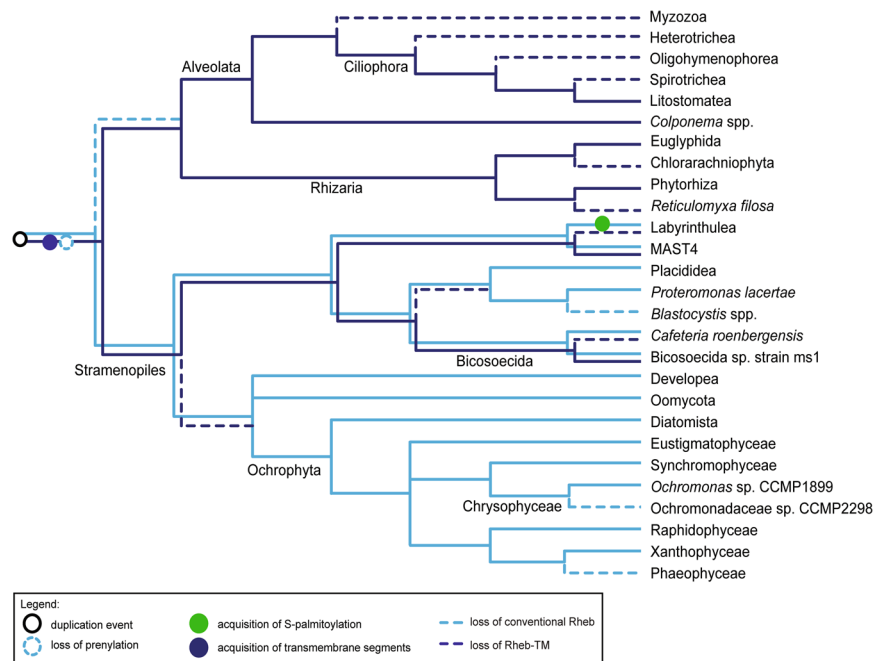 Myzozoa
Heterotrichea
Alveolata
Ciliophora
Oligohymenophorea
Spirotrichea
Litostomatea
Colponema spp.
Euglyphida
Chlorarachniophyta
Rhizaria
Phytorhiza
Reticulomyxa filosa
Labyrinthulea
MAST4
Placididea
Proteromonas lacertae
Blastocystis spp.
Cafeteria roenbergensis
Bicosoecida
Bicosoecida sp. strain ms1
Stramenopiles
Developea
Oomycota
Diatomista
Eustigmatophyceae
Ochrophyta
Synchromophyceae
Ochromonas sp. CCMP1899
Chrysophyceae
Ochromonadaceae sp. CCMP2298
Raphidophyceae
Xanthophyceae
Phaeophyceae
Legend:
duplication event
acquisition of S-palmitoylation
loss of conventional Rheb
loss of prenylation
acquisition of transmembrane segments
loss of Rheb-TM